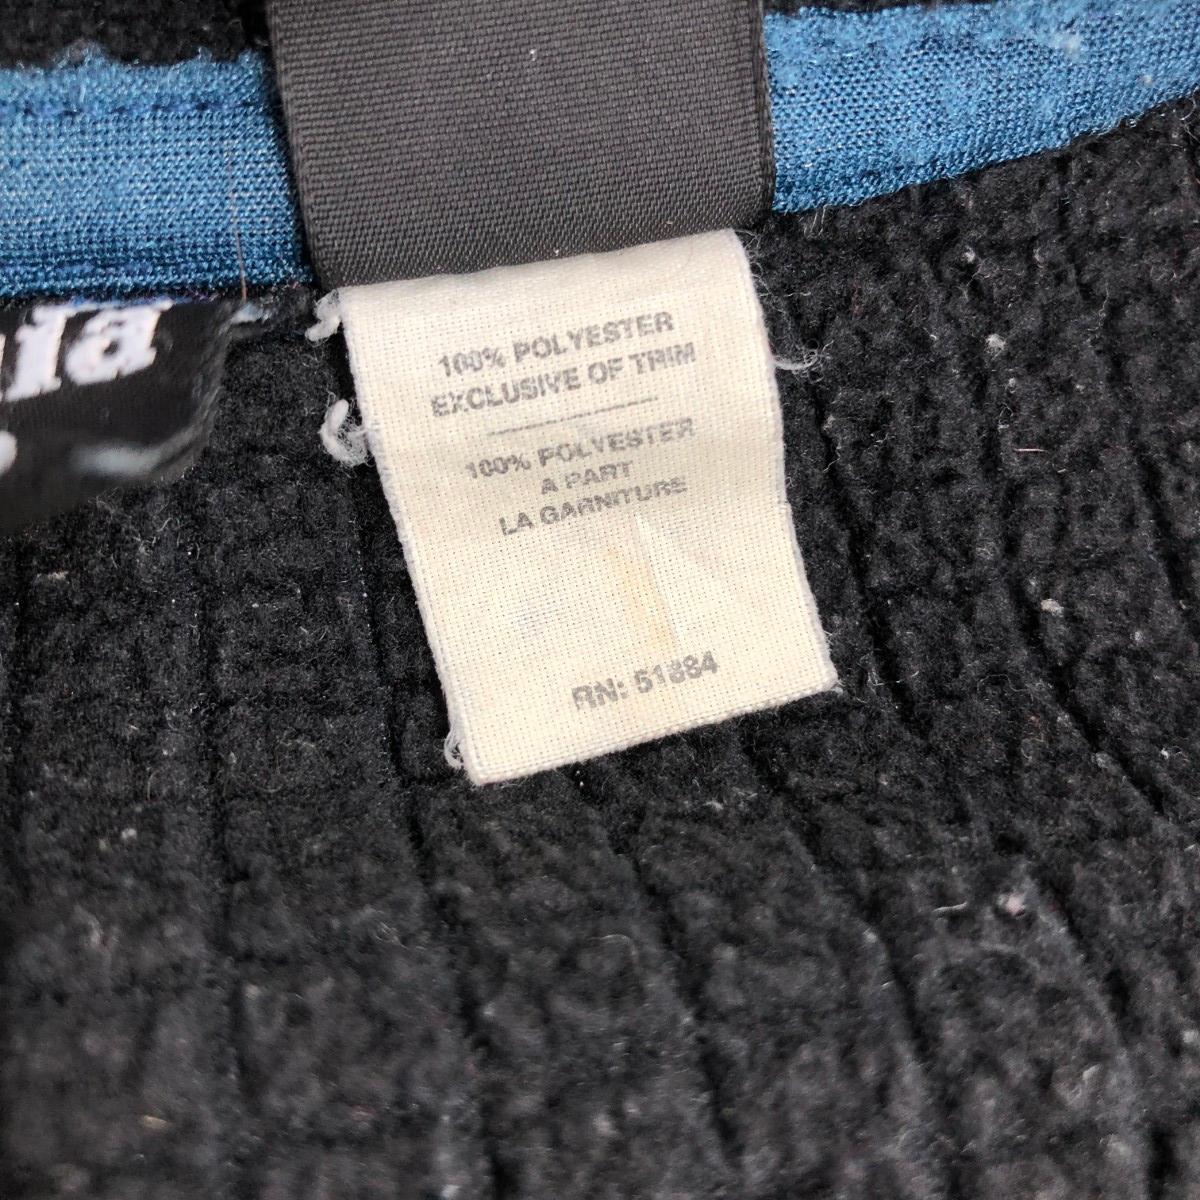 100% POLYESTER
EXCLUSIVE OF TRIM
100% POLYESTER
A PART
LA GARNITURE
RN: 51884